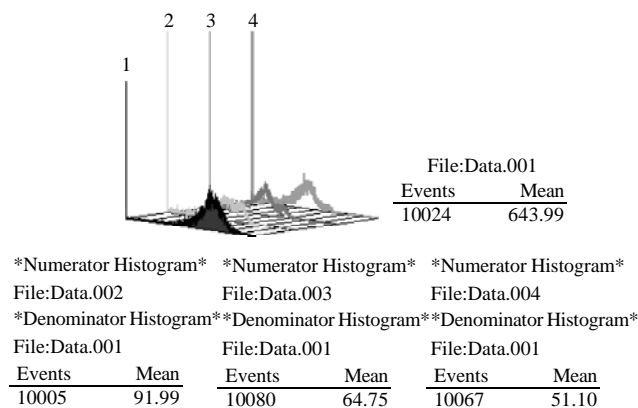 2 3 4
1
File:Data.001
Events Mean
10024 643.99
*Numerator Histogram* *Numerator Histogram* *Numerator Histogram*
File:Data.002 File:Data.003 File:Data.004
*Denominator Histogram**Denominator Histogram**Denominator Histogram*
File:Data.001 File:Data.001 File:Data.001
Events Mean Events Mean Events Mean
10005 91.99 10080 64.75 10067 51.10